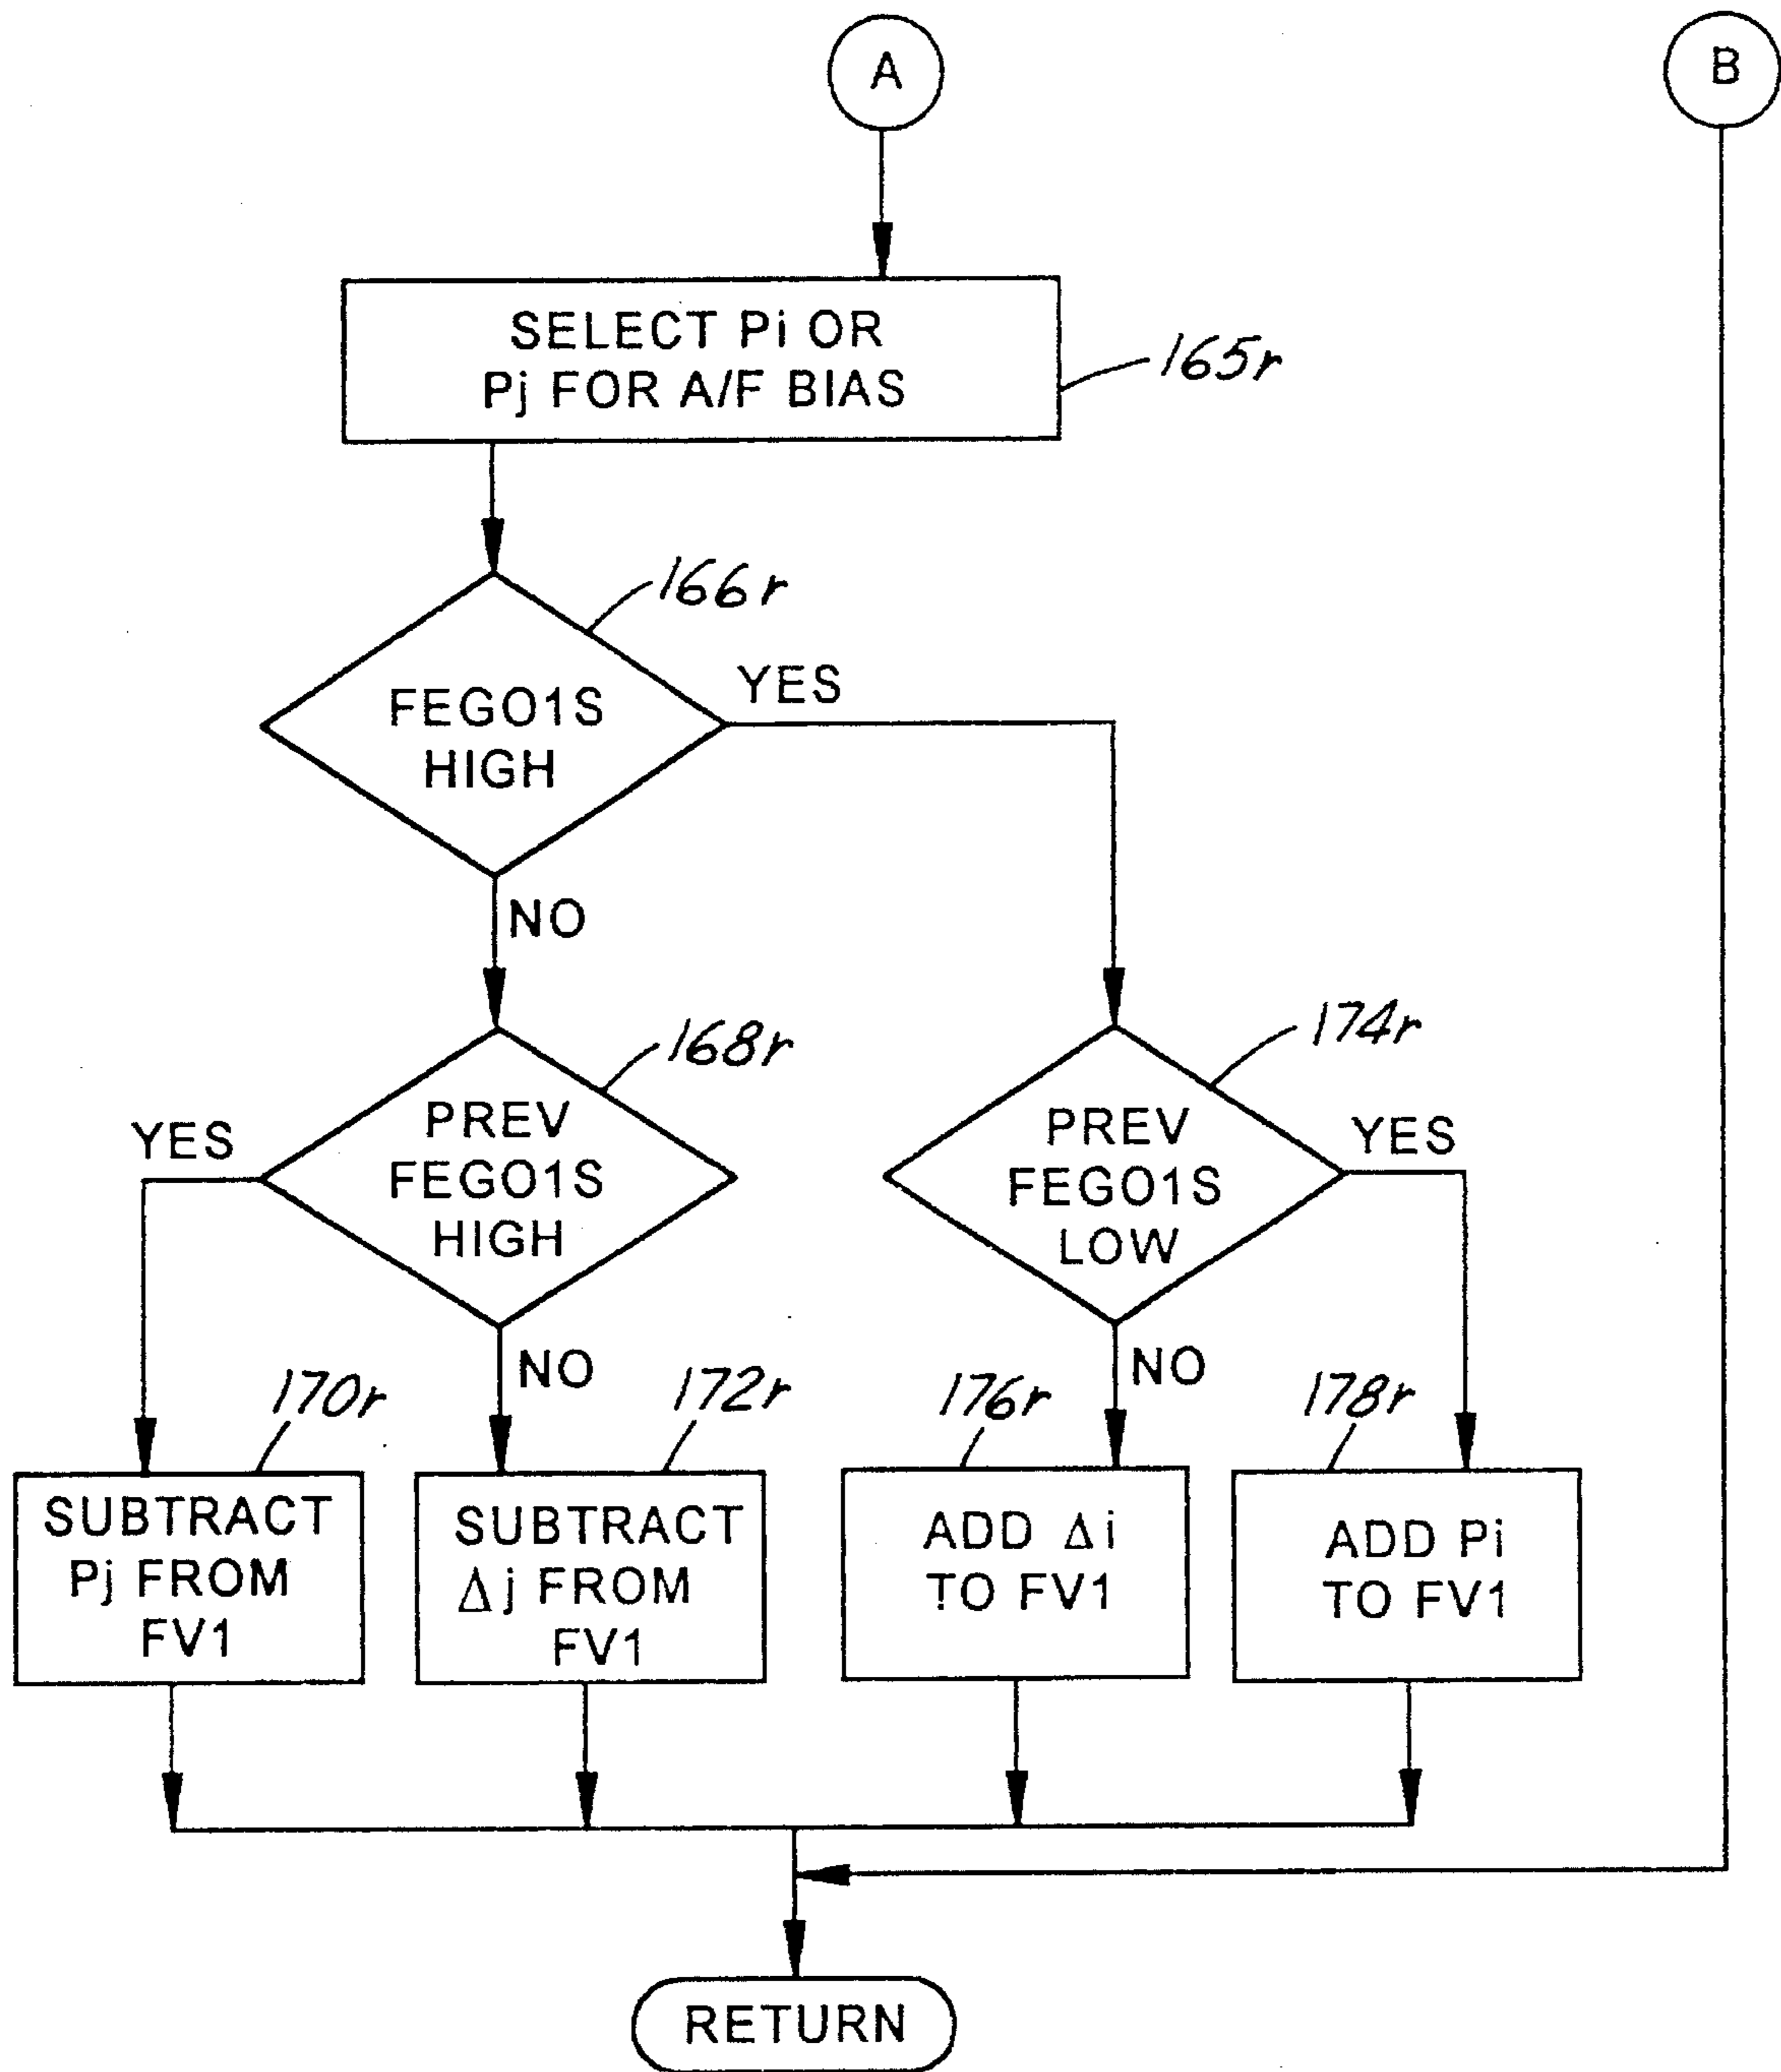 A
B
SELECT Pi OR
Pj FOR A/F BIAS
165r
166r
FEGO1S
HIGH
YES
NO
168r
PREV
FEGO1S
HIGH
YES
NO
174r
PREV
FEGO1S
LOW
YES
NO
170r
SUBTRACT
Pj FROM
FV1
172r
SUBTRACT
Δj FROM
FV1
176r
ADD Δi
TO FV1
178r
ADD Pi
TO FV1
RETURN